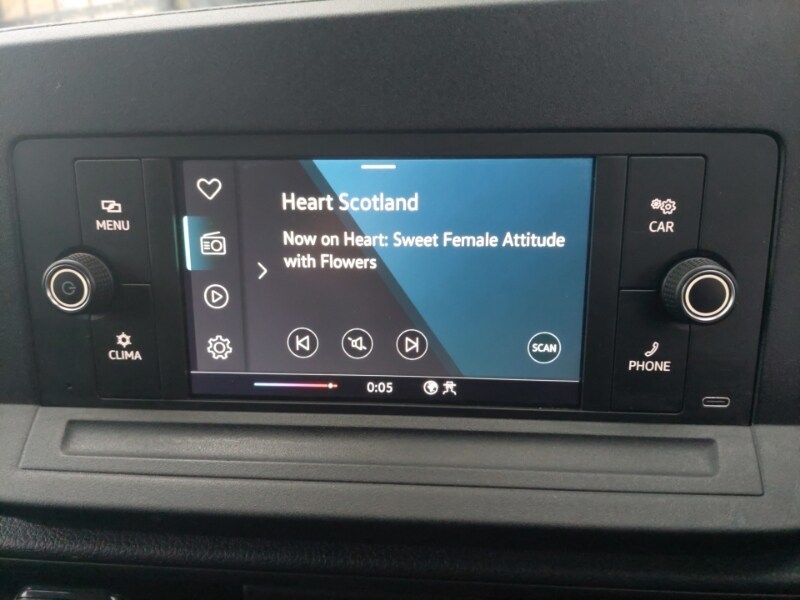 MENU
CLIMA
Heart Scotland
Now on Heart: Sweet Female Attitude
with Flowers
SCAN
0:05
CAR
PHONE